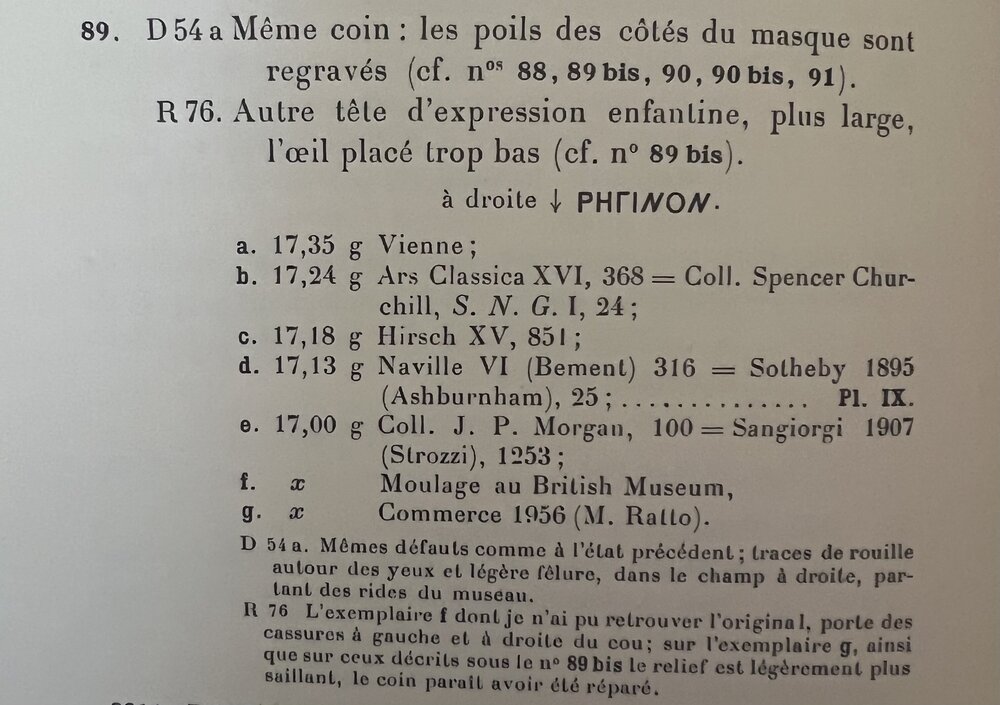 89. D 54 a Même coin : les poils des côtés du masque sont
regravés (cf. nos 88, 89 bis, 90, 90 bis, 91).
R 76. Autre tête d'expression enfantine, plus large,
l'œil placé trop bas (cf. no 89 bis).
à droite ↓ ΡΗΓΙΝΟΝ.
a. 17,35 g Vienne ;
b. 17,24 g Ars Classica XVI, 368 = Coll. Spencer Chur-
chill, S. N. G. I, 24 ;
c. 17,18 g Hirsch XV, 851 ;
d. 17,13 g Naville VI (Bement) 316 = Sotheby 1895
(Ashburnham), 25 ; .............. Pl. IX.
e. 17,00 g Coll. J. P. Morgan, 100 = Sangiorgi 1907
(Strozzi), 1253 ;
f. x Moulage au British Museum,
g. x Commerce 1956 (M. Ratto).
D 54 a. Mêmes défauts comme à l'état précédent ; traces de rouille
autour des yeux et légère fêlure, dans le champ à droite, par-
tant des rides du museau.
R 76 L'exemplaire f dont je n'ai pu retrouver l'original, porte des
cassures à gauche et à droite du cou ; sur l'exemplaire g, ainsi
que sur ceux décrits sous le no 89 bis le relief est légèrement plus
saillant, le coin paraît avoir été réparé.